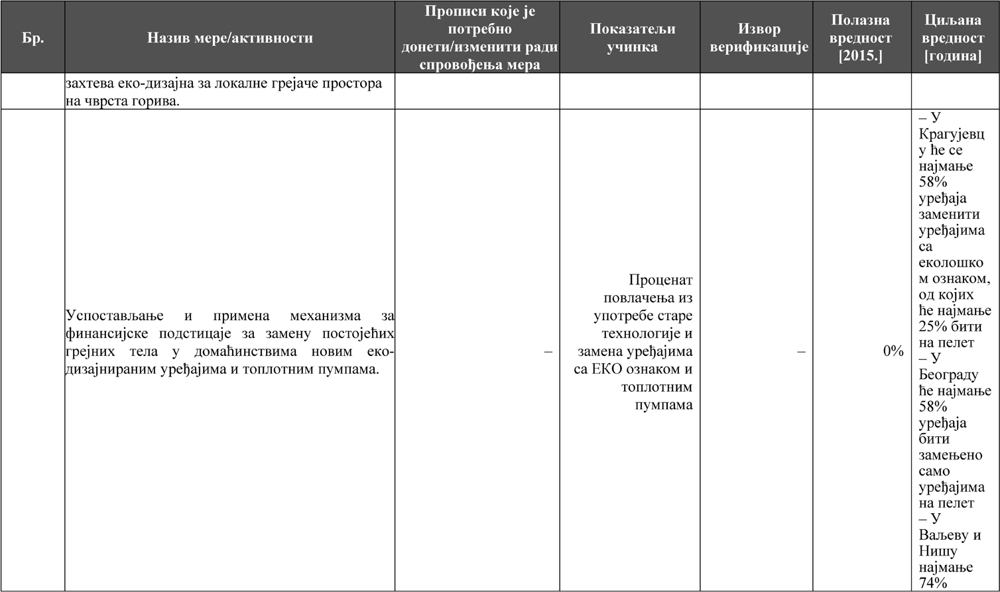 Бр.
Назив мере/активности
Прописи које је
потребно
донети/изменити ради
спровођења мера
Показатељи
учинка
Извор
верификације
Полазна
вредност
[2015.]
Циљана
вредност
[година]
захтева еко-дизајна за локалне грејаче простора
на чврста горива.
Успостављање и примена механизма за
финансијске подстицаје за замену постојећих
грејних тела у домаћинствима новим еко-
дизајнираним уређајима и топлотним пумпама.
–
Проценат
повлачења из
употребе старе
технологије и
замена уређајима
са ЕКО ознаком и
топлотним
пумпама
–
0%
– У
Крагујевц
у ће се
најмање
58%
уређаја
заменити
уређајима
са
еколошко
м ознаком,
од којих
ће најмање
25% бити
на пелет
– У
Београду
ће најмање
58%
уређаја
бити
замењено
само
уређајима
на пелет
– У
Ваљеву и
Нишу
најмање
74%